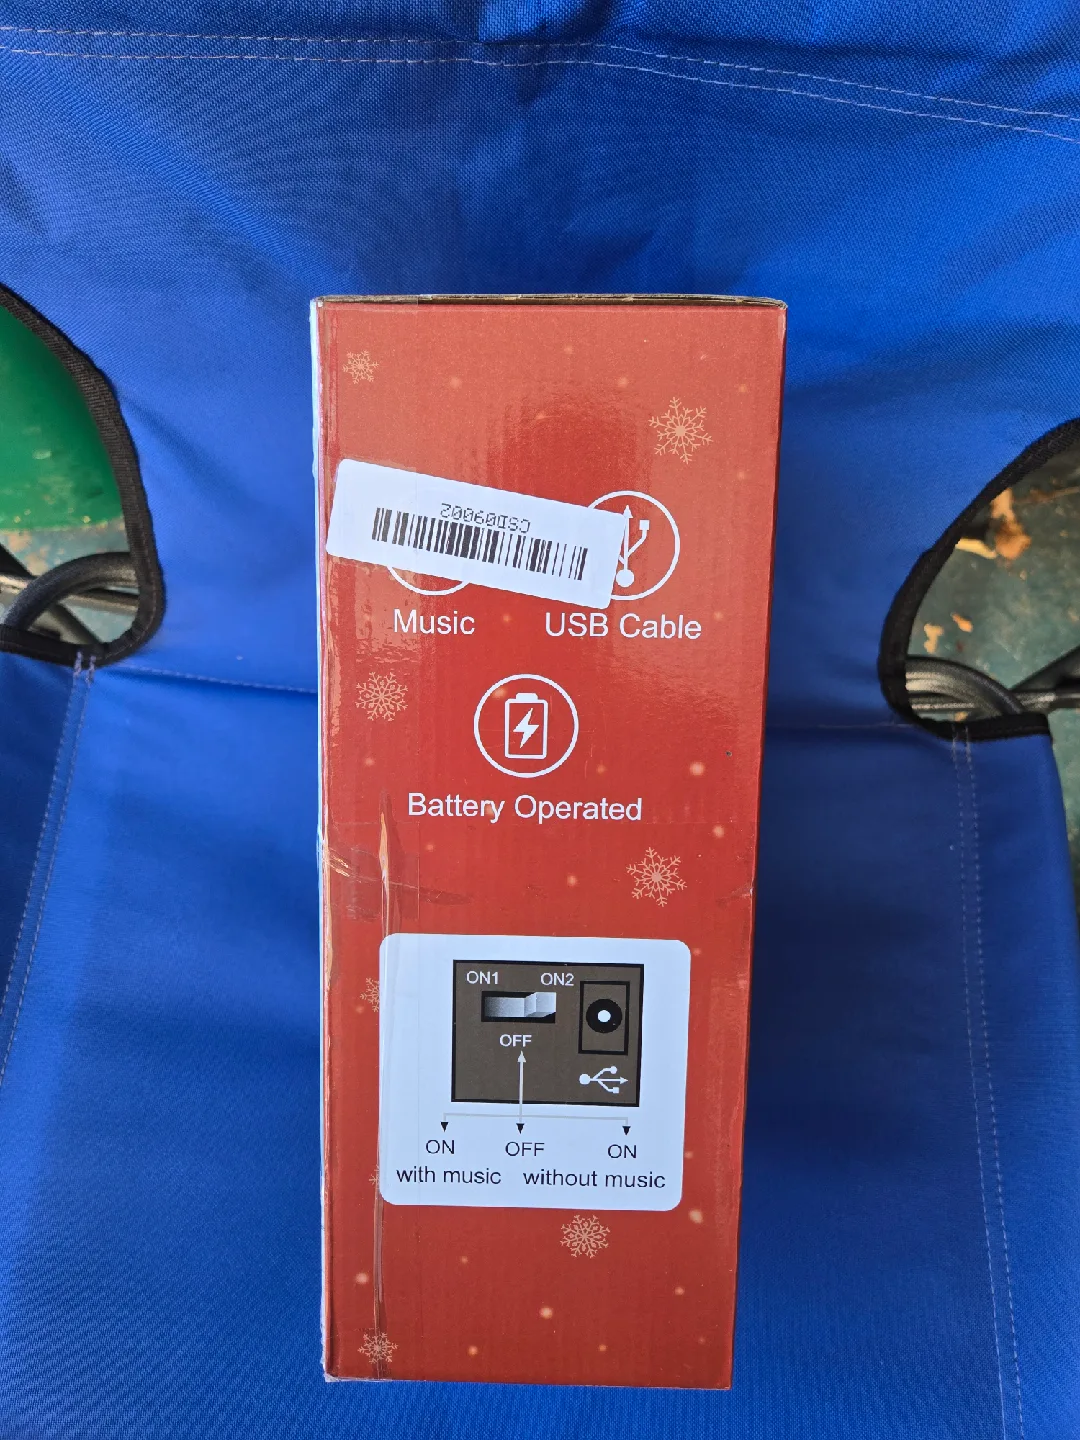 CSD09002
Music USB Cable
Battery Operated
ON1 ON2
OFF
ON OFF ON
with music without music